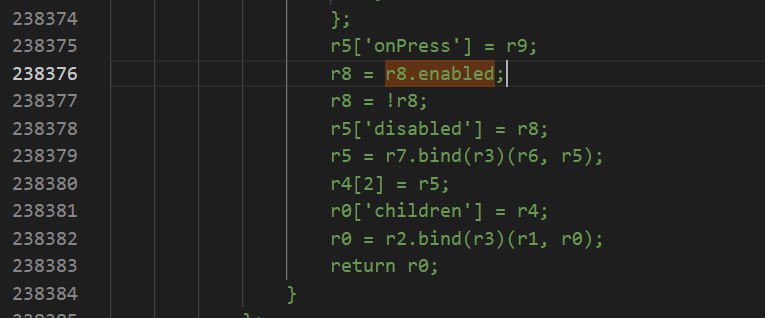 238374 };
238375 r5['onPress'] = r9;
238376 r8 = r8.enabled;
238377 r8 = !r8;
238378 r5['disabled'] = r8;
238379 r5 = r7.bind(r3)(r6, r5);
238380 r4[2] = r5;
238381 r0['children'] = r4;
238382 r0 = r2.bind(r3)(r1, r0);
238383 return r0;
238384 }